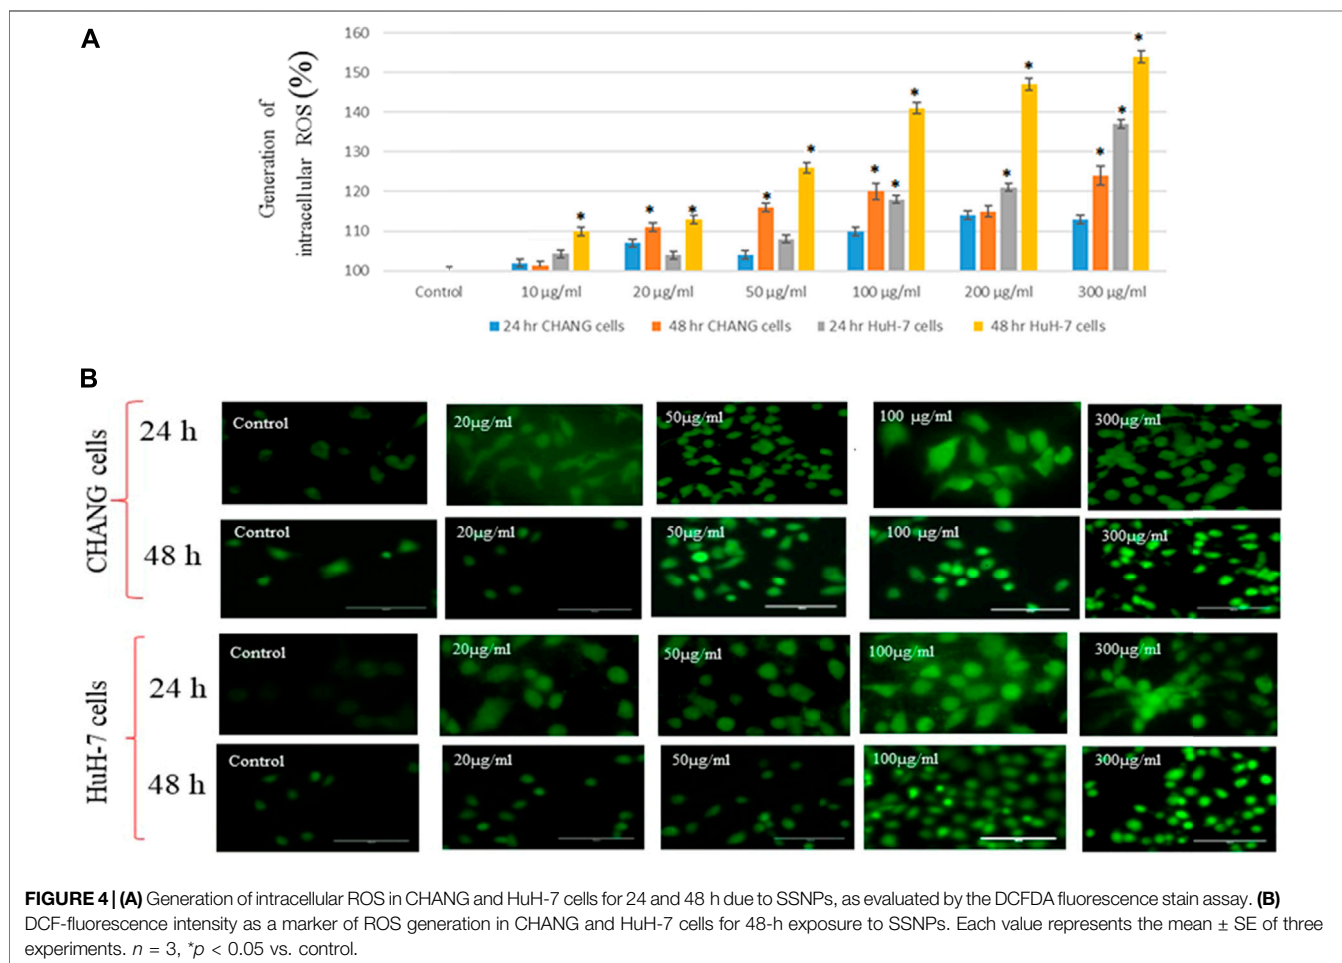 A
Generation of
intracellular ROS (%)
160
150
140
130
120
110
100
* * * * * * * * * * * * *
Control 10 µg/ml 20 µg/ml 50 µg/ml 100 µg/ml 200 µg/ml 300 µg/ml
24 hr CHANG cells 48 hr CHANG cells 24 hr HuH-7 cells 48 hr HuH-7 cells
B
CHANG cells
24 h
Control 20µg/ml 50µg/ml 100 µg/ml 300µg/ml
48 h
Control 20µg/ml 50µg/ml 100 µg/ml 300µg/ml
HuH-7 cells
24 h
Control 20µg/ml 50µg/ml 100µg/ml 300µg/ml
48 h
Control 20µg/ml 50µg/ml 100µg/ml 300µg/ml
FIGURE 4 | (A) Generation of intracellular ROS in CHANG and HuH-7 cells for 24 and 48 h due to SSNPs, as evaluated by the DCFDA fluorescence stain assay. (B)
DCF-fluorescence intensity as a marker of ROS generation in CHANG and HuH-7 cells for 48-h exposure to SSNPs. Each value represents the mean ± SE of three
experiments. n = 3, *p < 0.05 vs. control.